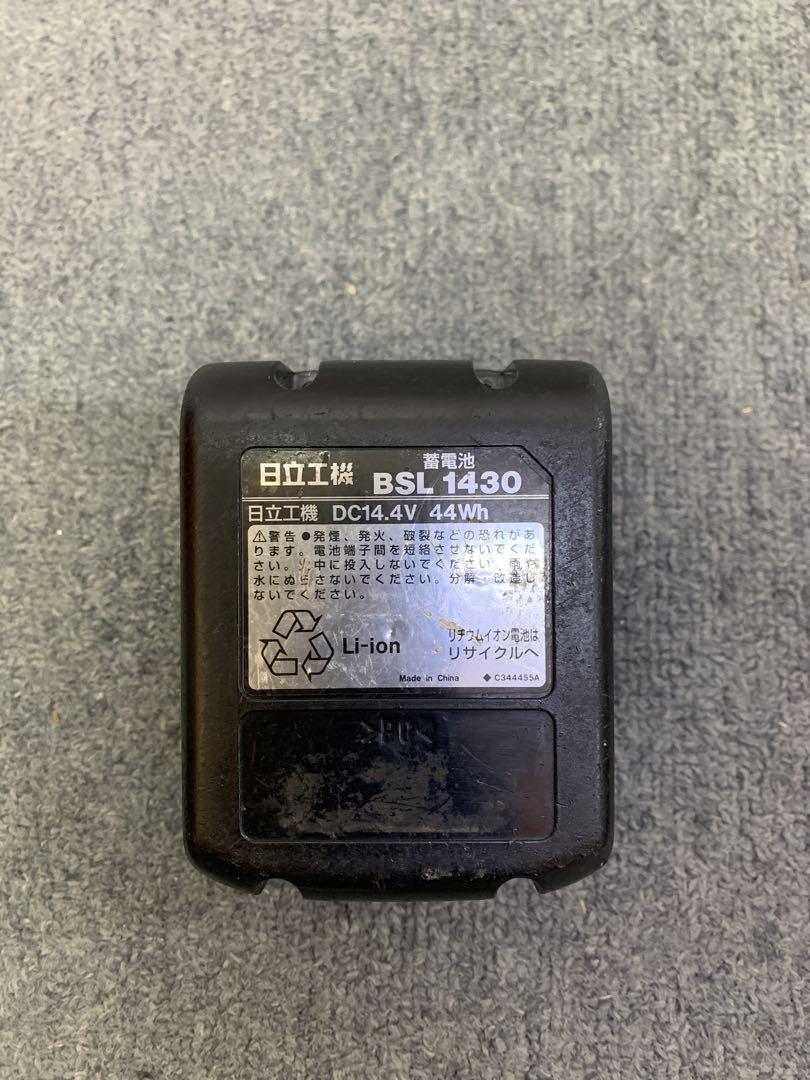 蓄電池
日立工機 BSL 1430
日立工機 DC14.4V 44Wh
⚠警告 ●発煙、発火、破裂などの恐れがあ
ります。電池端子間を短絡させないでくだ
さい。火中に投入しないでください。雨や
水にぬらさないでください。分解・改造し
ないでください。
Li-ion
リチウムイオン電池は
リサイクルへ
Made in China ◆ C344455A
>PC<